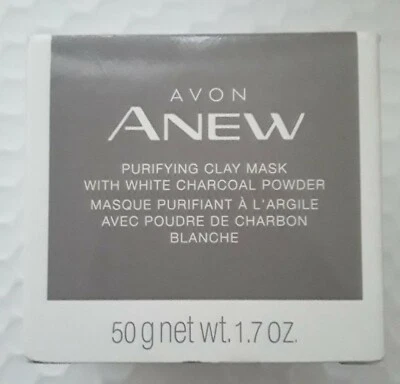 AVON
ANEW
PURIFYING CLAY MASK
WITH WHITE CHARCOAL POWDER
MASQUE PURIFIANT À L'ARGILE
AVEC POUDRE DE CHARBON
BLANCHE
50 g net wt. 1.7 OZ.